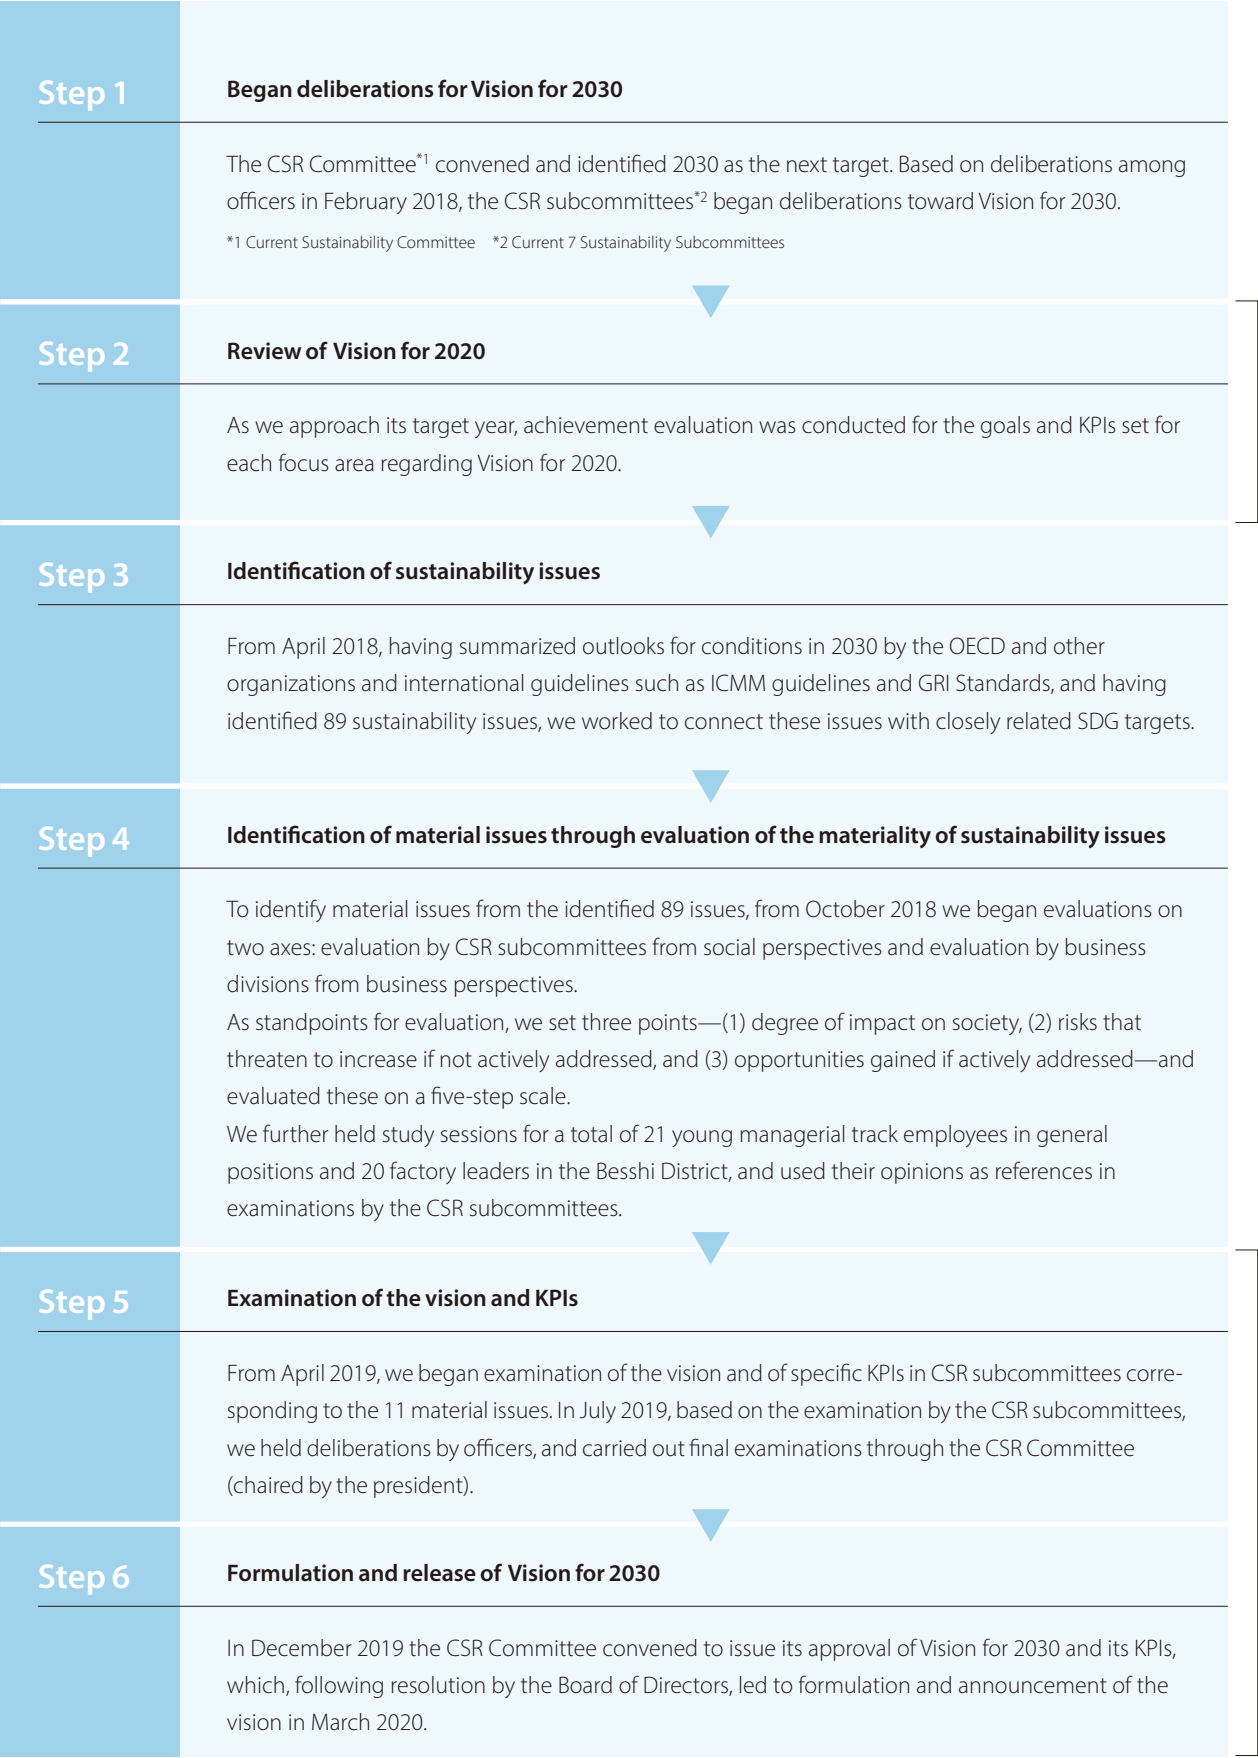 Step 1
Began deliberations for Vision for 2030
The CSR Committee*1 convened and identified 2030 as the next target. Based on deliberations among
officers in February 2018, the CSR subcommittees*2 began deliberations toward Vision for 2030.
*1 Current Sustainability Committee *2 Current 7 Sustainability Subcommittees
Step 2
Review of Vision for 2020
As we approach its target year, achievement evaluation was conducted for the goals and KPIs set for
each focus area regarding Vision for 2020.
Step 3
Identification of sustainability issues
From April 2018, having summarized outlooks for conditions in 2030 by the OECD and other
organizations and international guidelines such as ICMM guidelines and GRI Standards, and having
identified 89 sustainability issues, we worked to connect these issues with closely related SDG targets.
Step 4
Identification of material issues through evaluation of the materiality of sustainability issues
To identify material issues from the identified 89 issues, from October 2018 we began evaluations on
two axes: evaluation by CSR subcommittees from social perspectives and evaluation by business
divisions from business perspectives.
As standpoints for evaluation, we set three points—(1) degree of impact on society, (2) risks that
threaten to increase if not actively addressed, and (3) opportunities gained if actively addressed—and
evaluated these on a five-step scale.
We further held study sessions for a total of 21 young managerial track employees in general
positions and 20 factory leaders in the Besshi District, and used their opinions as references in
examinations by the CSR subcommittees.
Step 5
Examination of the vision and KPIs
From April 2019, we began examination of the vision and of specific KPIs in CSR subcommittees corre-
sponding to the 11 material issues. In July 2019, based on the examination by the CSR subcommittees,
we held deliberations by officers, and carried out final examinations through the CSR Committee
(chaired by the president).
Step 6
Formulation and release of Vision for 2030
In December 2019 the CSR Committee convened to issue its approval of Vision for 2030 and its KPIs,
which, following resolution by the Board of Directors, led to formulation and announcement of the
vision in March 2020.